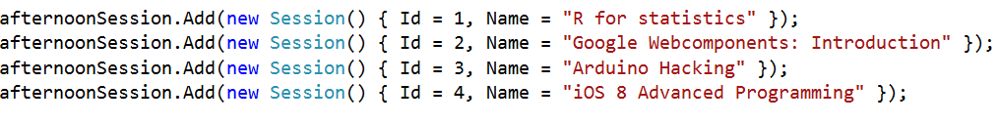 afternoonSession.Add(new Session() { Id = 1, Name = "R for statistics" });
afternoonSession.Add(new Session() { Id = 2, Name = "Google Webcomponents: Introduction" });
afternoonSession.Add(new Session() { Id = 3, Name = "Arduino Hacking" });
afternoonSession.Add(new Session() { Id = 4, Name = "iOS 8 Advanced Programming" });